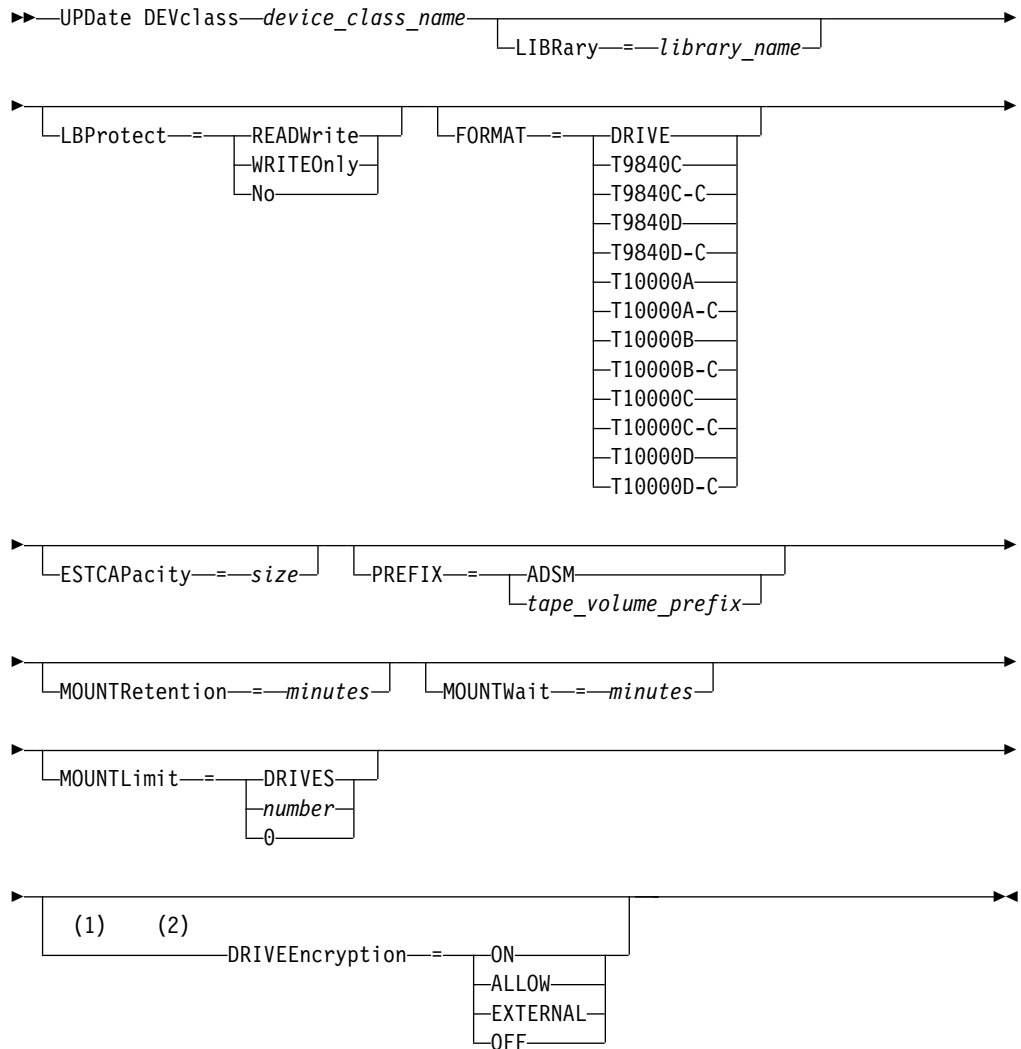 UPDate DEVclass device_class_name
LIBRary = library_name
LBProtect = READWrite
WRITEOnly
No
FORMAT = DRIVE
T9840C
T9840C-C
T9840D
T9840D-C
T10000A
T10000A-C
T10000B
T10000B-C
T10000C
T10000C-C
T10000D
T10000D-C
ESTCAPacity = size
PREFIX = ADSM
tape_volume_prefix
MOUNTRetention = minutes
MOUNTWait = minutes
MOUNTLimit = DRIVES
number
0
(1) (2)
DRIVEEncryption = ON
ALLOW
EXTERNAL
OFF